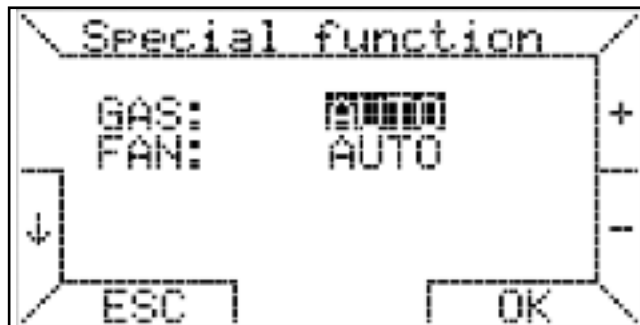 Special function
GAS: AUTO
+
FAN: AUTO
↓
-
ESC OK